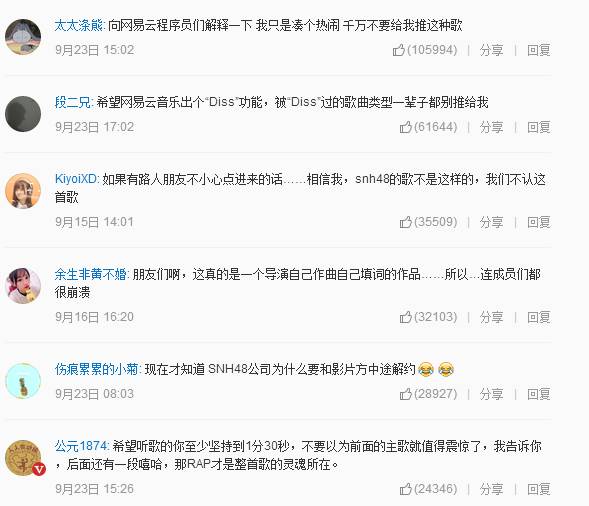 太太涤熊: 向网易云程序员们解释一下 我只是凑个热闹 千万不要给我推这种歌
9月23日 15:02 (105994) | 分享 | 回复
段二兄: 希望网易云音乐出个“Diss”功能，被“Diss”过的歌曲类型一辈子都别推给我
9月23日 17:02 (61644) | 分享 | 回复
KiyoiXD: 如果有路人朋友不小心点进来的话……相信我，snh48的歌不是这样的，我们不认这
首歌
9月15日 14:01 (35509) | 分享 | 回复
余生非黄不婚: 朋友们啊，这真的是一个导演自己作曲自己填词的作品……所以...连成员们都
很崩溃
9月16日 16:20 (32103) | 分享 | 回复
伤痕累累的小菊: 现在才知道 SNH48公司为什么要和影片方中途解约😂 😂
9月23日 08:03 (28927) | 分享 | 回复
公元1874: 希望听歌的你至少坚持到1分30秒，不要以为前面的主歌就值得震惊了，我告诉你
，后面还有一段嘻哈，那RAP才是整首歌的灵魂所在。
9月23日 15:26 (24346) | 分享 | 回复